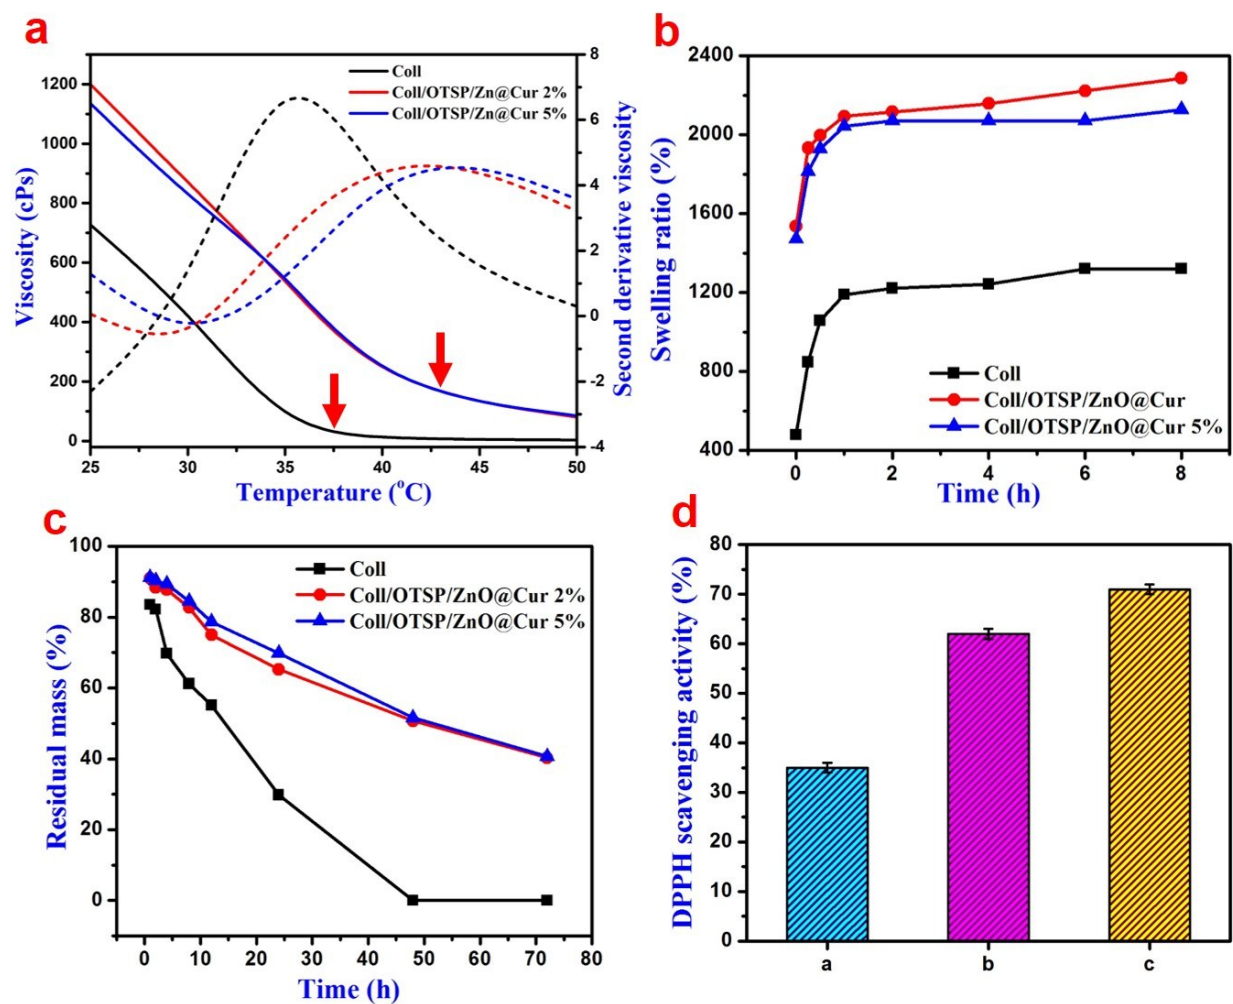 a
Viscosity (cPs)
1200
1000
800
600
400
200
0
Coll
Coll/OTSP/Zn@Cur 2%
Coll/OTSP/Zn@Cur 5%
8
6
4
2
0
-2
-4
Second derivative viscosity
25 30 35 40 45 50
Temperature (°C)
b
Swelling ratio (%)
2400
2000
1600
1200
800
400
Coll
Coll/OTSP/ZnO@Cur
Coll/OTSP/ZnO@Cur 5%
0 2 4 6 8
Time (h)
c
Residual mass (%)
100
80
60
40
20
0
Coll
Coll/OTSP/ZnO@Cur 2%
Coll/OTSP/ZnO@Cur 5%
0 10 20 30 40 50 60 70 80
Time (h)
d
DPPH scavenging activity (%)
80
70
60
50
40
30
20
10
0
a b c